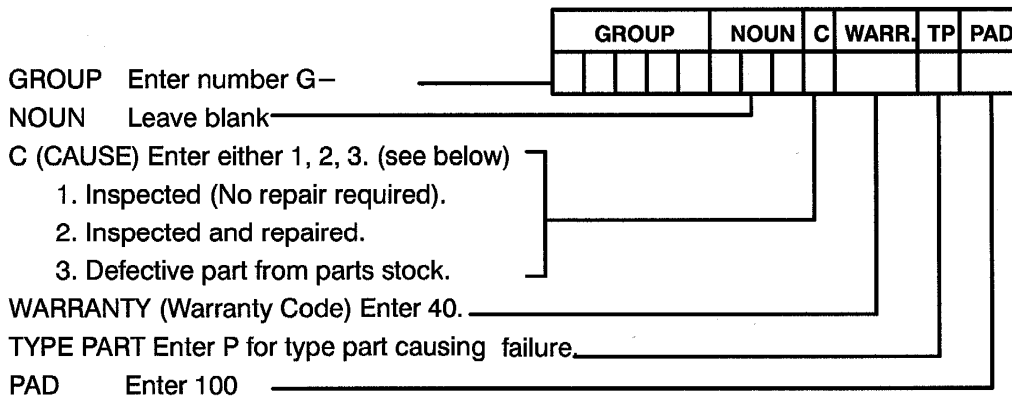 GROUP NOUN C WARR. TP PAD
GROUP Enter number G–
NOUN Leave blank
C (CAUSE) Enter either 1, 2, 3. (see below)
1. Inspected (No repair required).
2. Inspected and repaired.
3. Defective part from parts stock.
WARRANTY (Warranty Code) Enter 40.
TYPE PART Enter P for type part causing failure.
PAD Enter 100